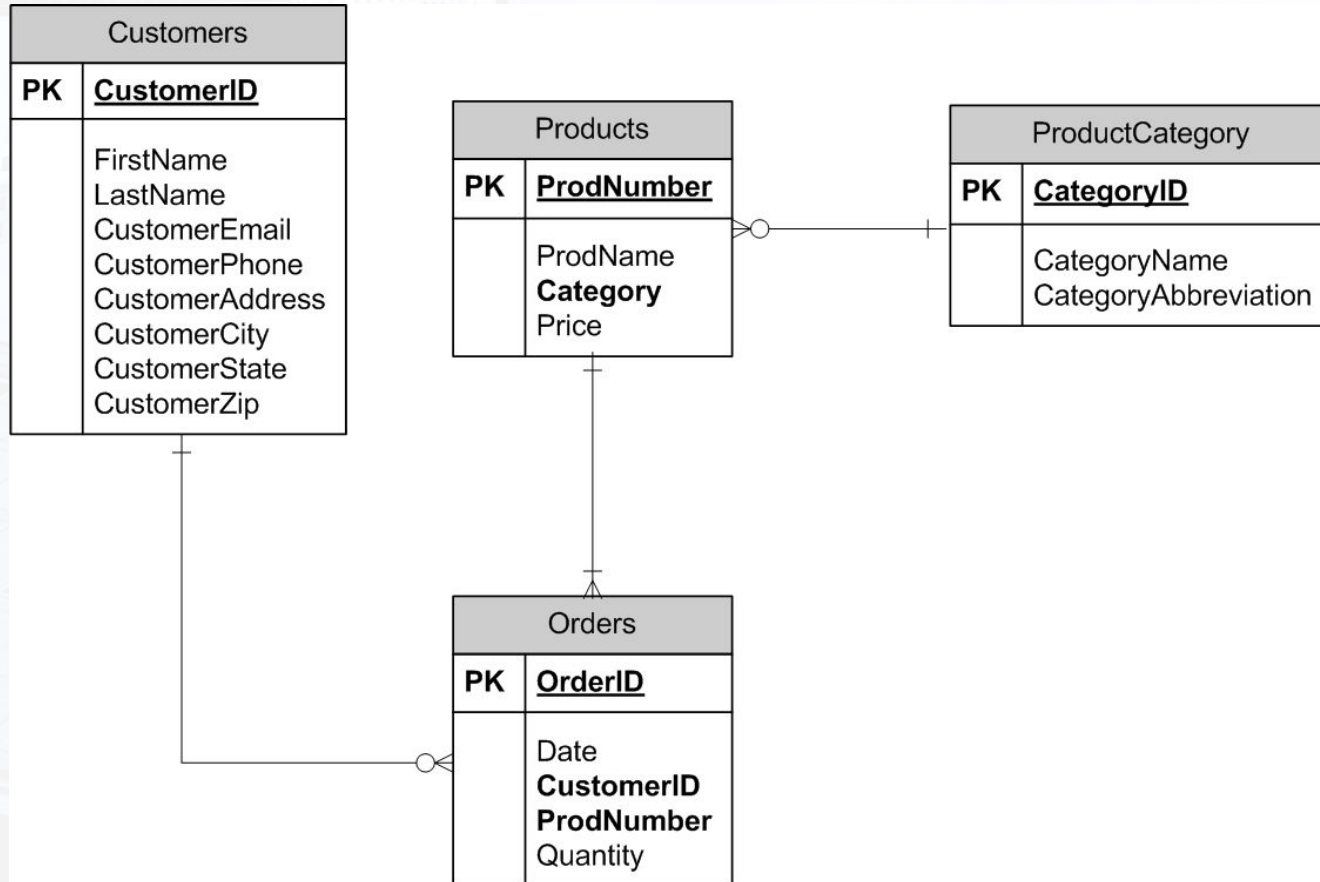 Customers
PK CustomerID
FirstName
LastName
CustomerEmail
CustomerPhone
CustomerAddress
CustomerCity
CustomerState
CustomerZip
Products
PK ProdNumber
ProdName
Category
Price
ProductCategory
PK CategoryID
CategoryName
CategoryAbbreviation
Orders
PK OrderID
Date
CustomerID
ProdNumber
Quantity